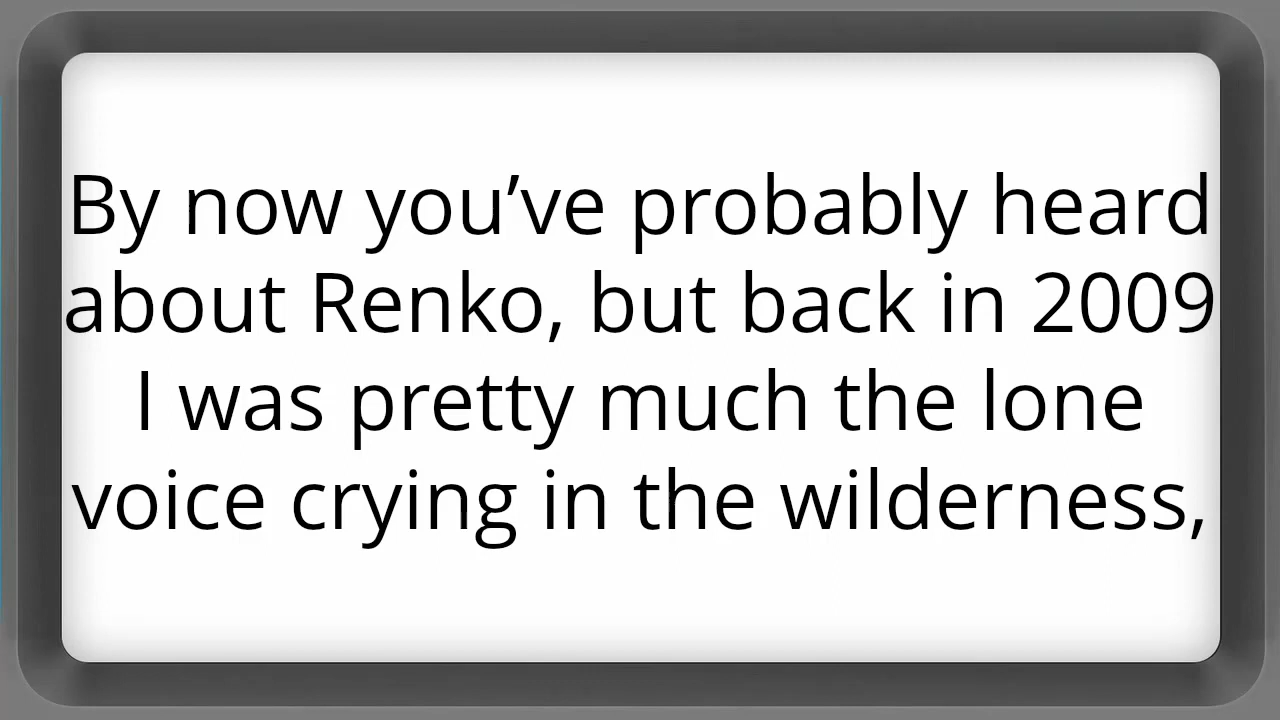 By now you’ve probably heard
about Renko, but back in 2009
I was pretty much the lone
voice crying in the wilderness,